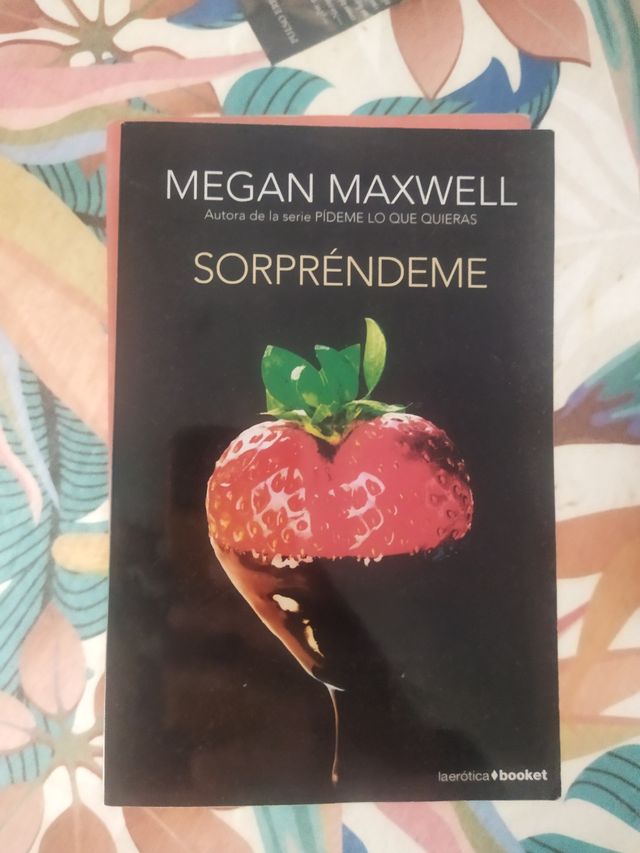 MEGAN MAXWELL
Autora de la serie PÍDEME LO QUE QUIERAS
SORPRÉNDEME
laerótica♦booket